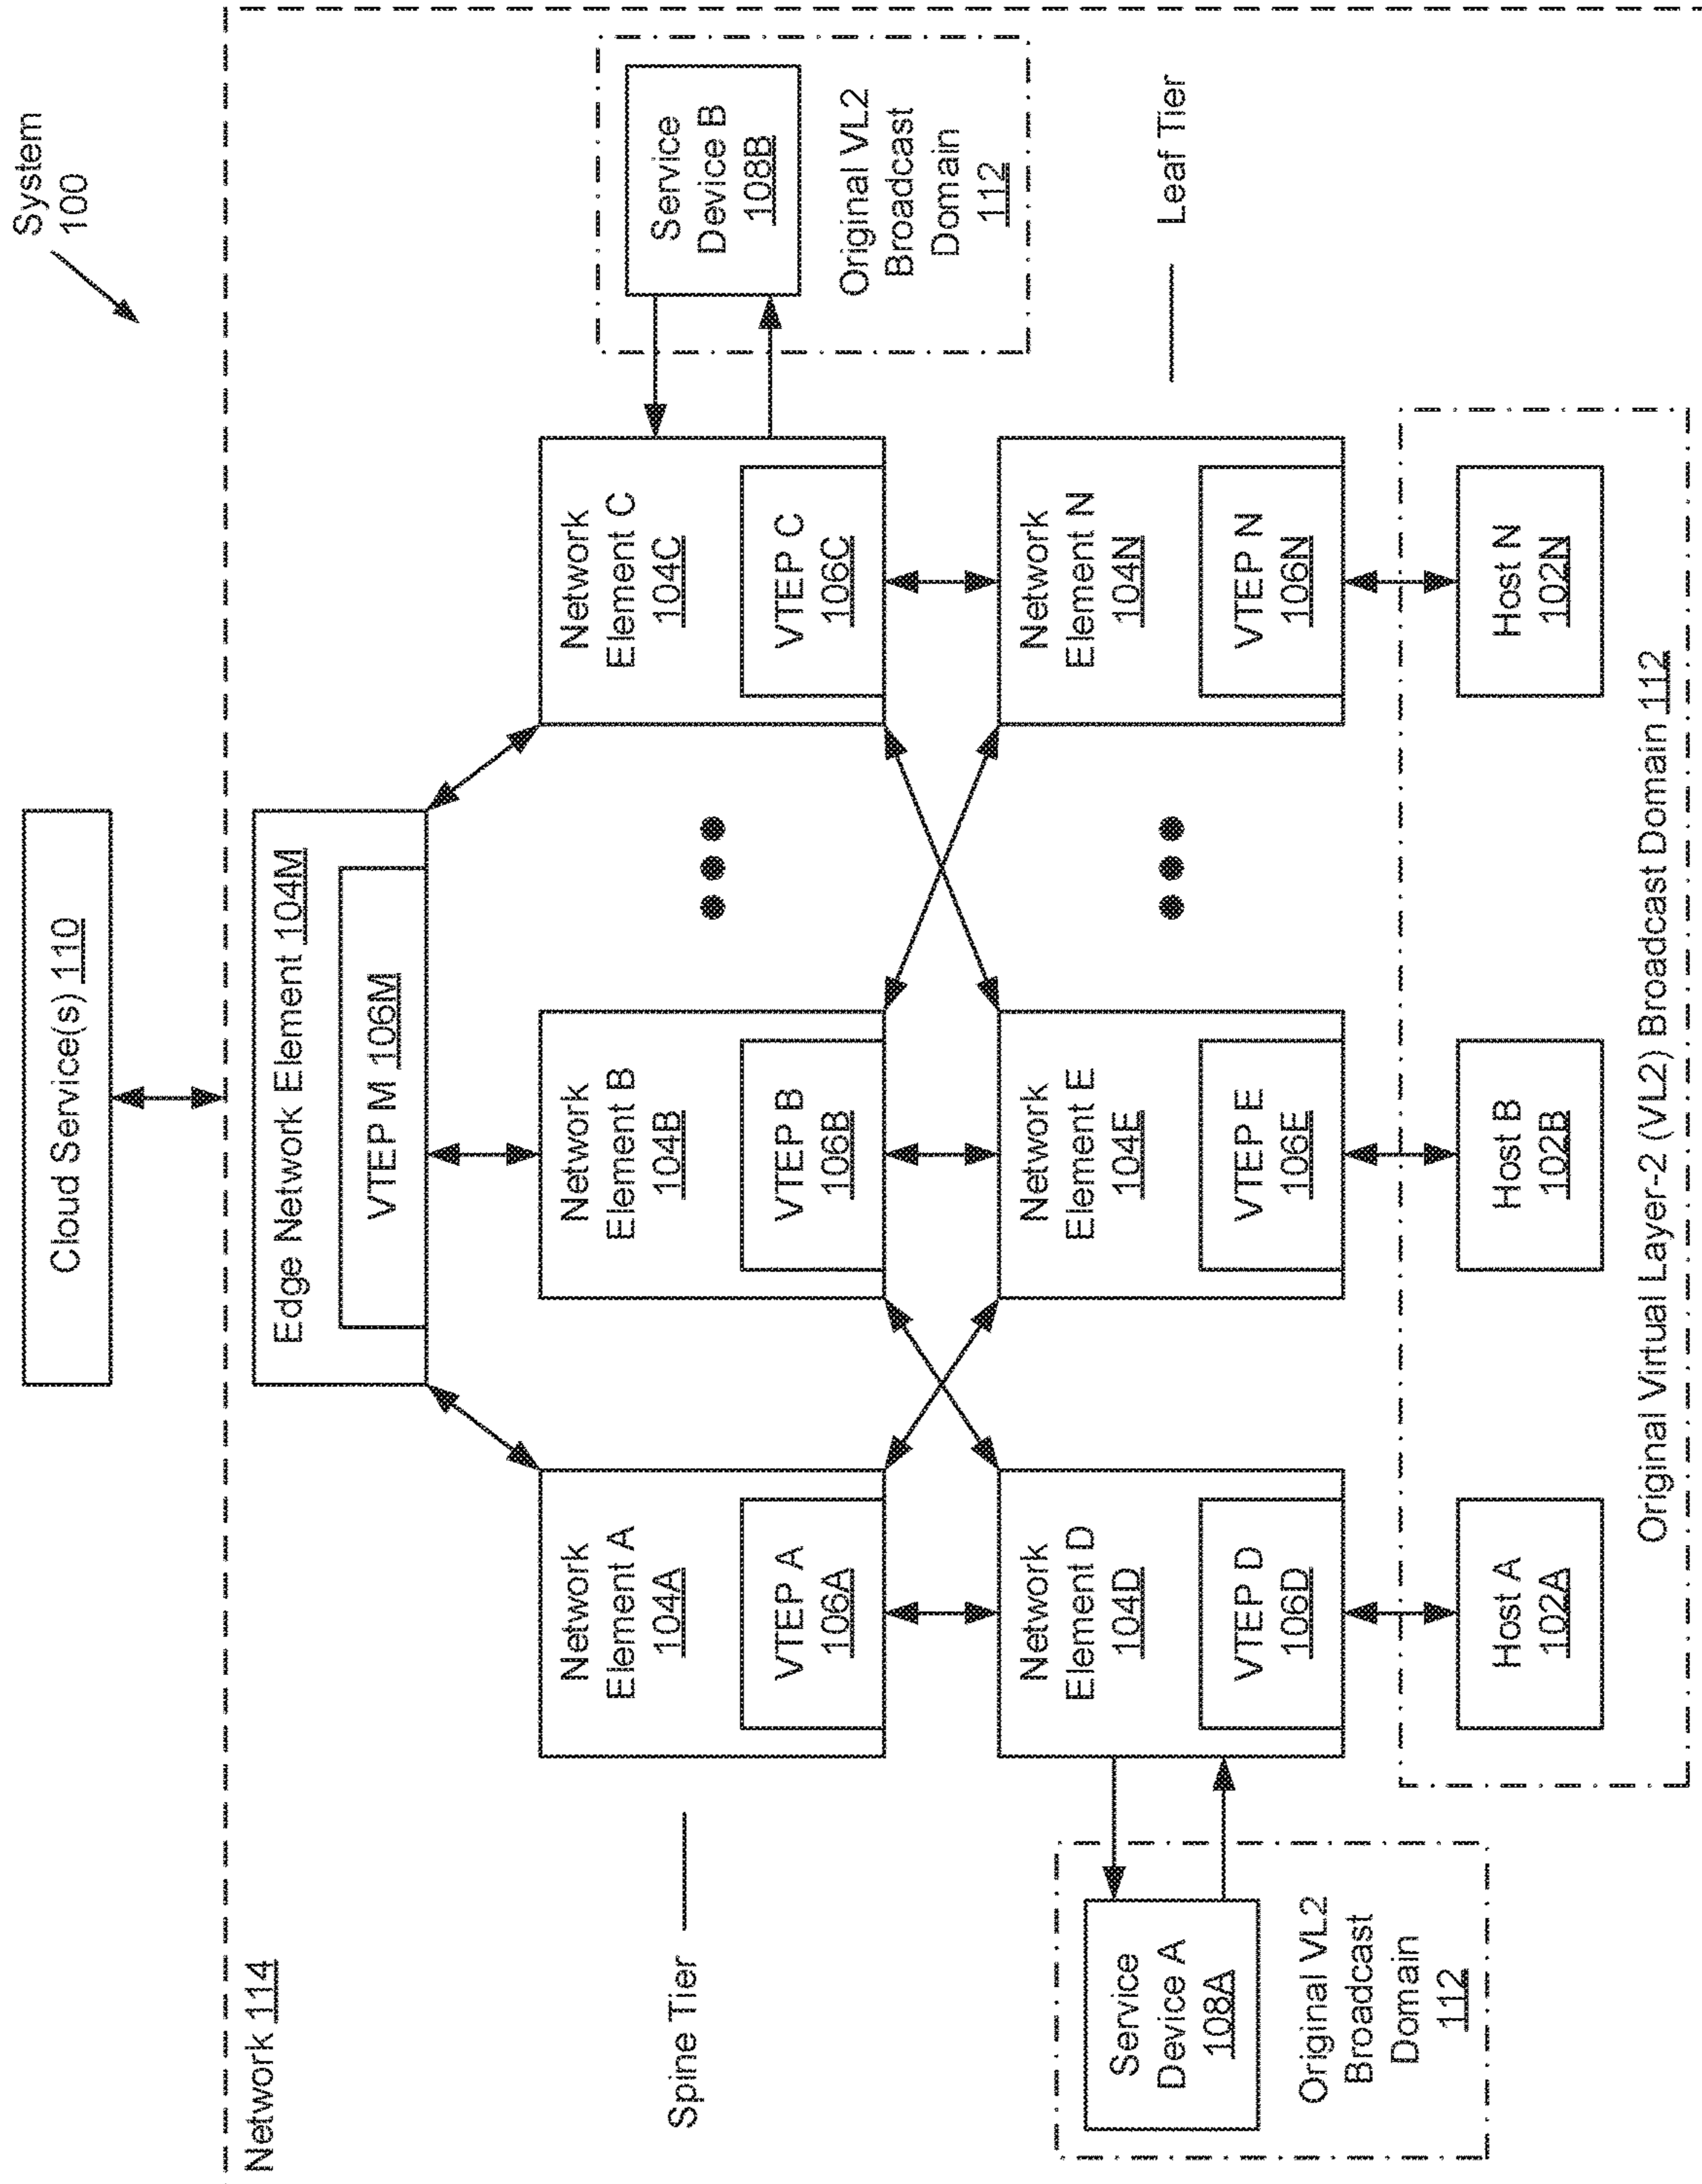 System
100
Cloud Service(s) 110
Network 114
Edge Network Element 104M
VTEP M 106M
Spine Tier
Network
Element A
104A
VTEP A
106A
Network
Element B
104B
VTEP B
106B
Network
Element C
104C
VTEP C
106C
Service
Device B
108B
Original VL2
Broadcast
Domain
112
Leaf Tier
Service
Device A
108A
Original VL2
Broadcast
Domain
112
Network
Element D
104D
VTEP D
106D
Network
Element E
104E
VTEP E
106E
Network
Element N
104N
VTEP N
106N
Host A
102A
Host B
102B
Host N
102N
Original Virtual Layer-2 (VL2) Broadcast Domain 112